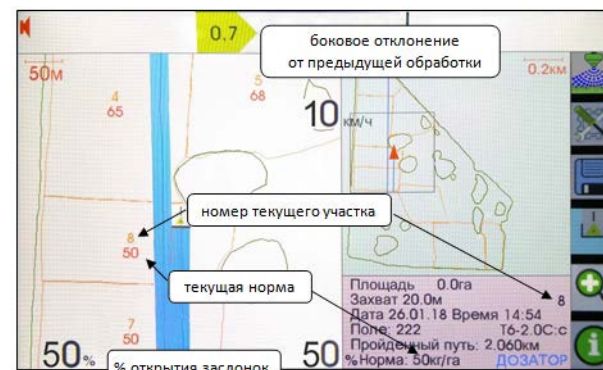 0.7
боковое отклонение
от предыдущей обработки
50м
0.2км
4
65
5
68
10 км/ч
номер текущего участка
8
50
текущая норма
7
50
50%
50
% открытия заслонок
Площадь 0.0га
Захват 20.0м 8
Дата 26.01.18 Время 14:54
Поле: 222 T6-2.0C:c
Пройденный путь: 2.060км
% Норма: 50кг/га ДОЗАТОР